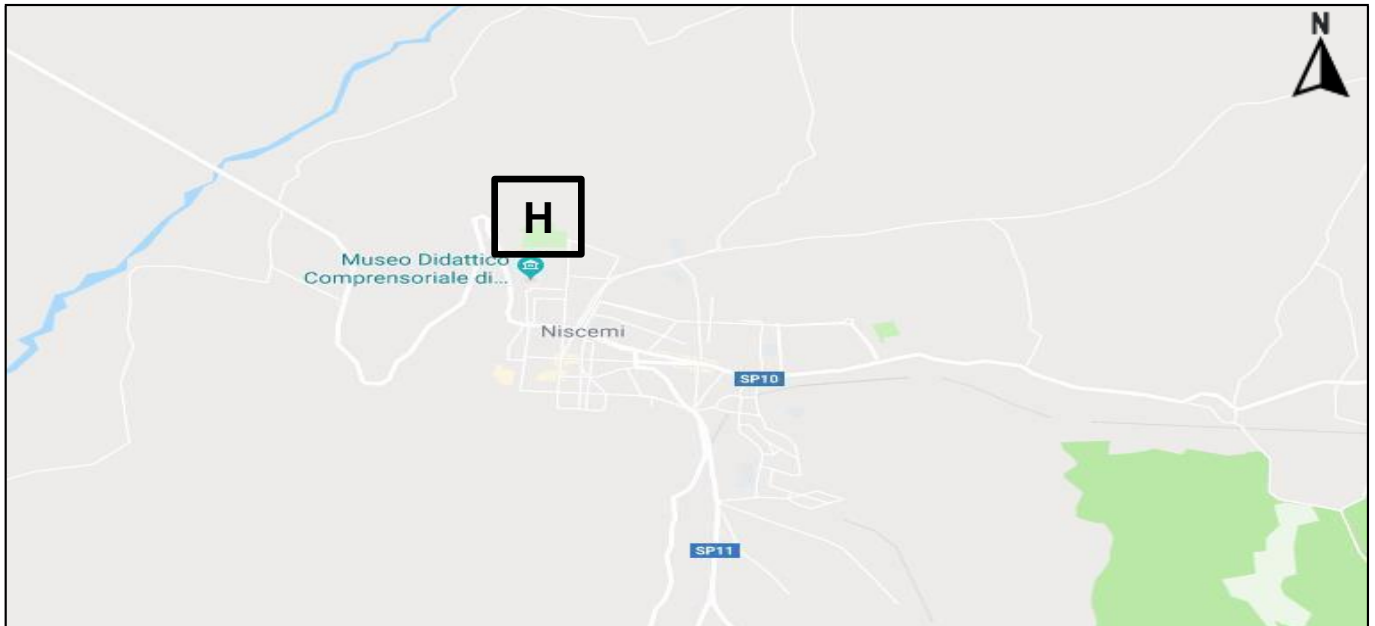 N
H
Museo Didattico
Comprensoriale di...
Niscemi
SP10
SP11